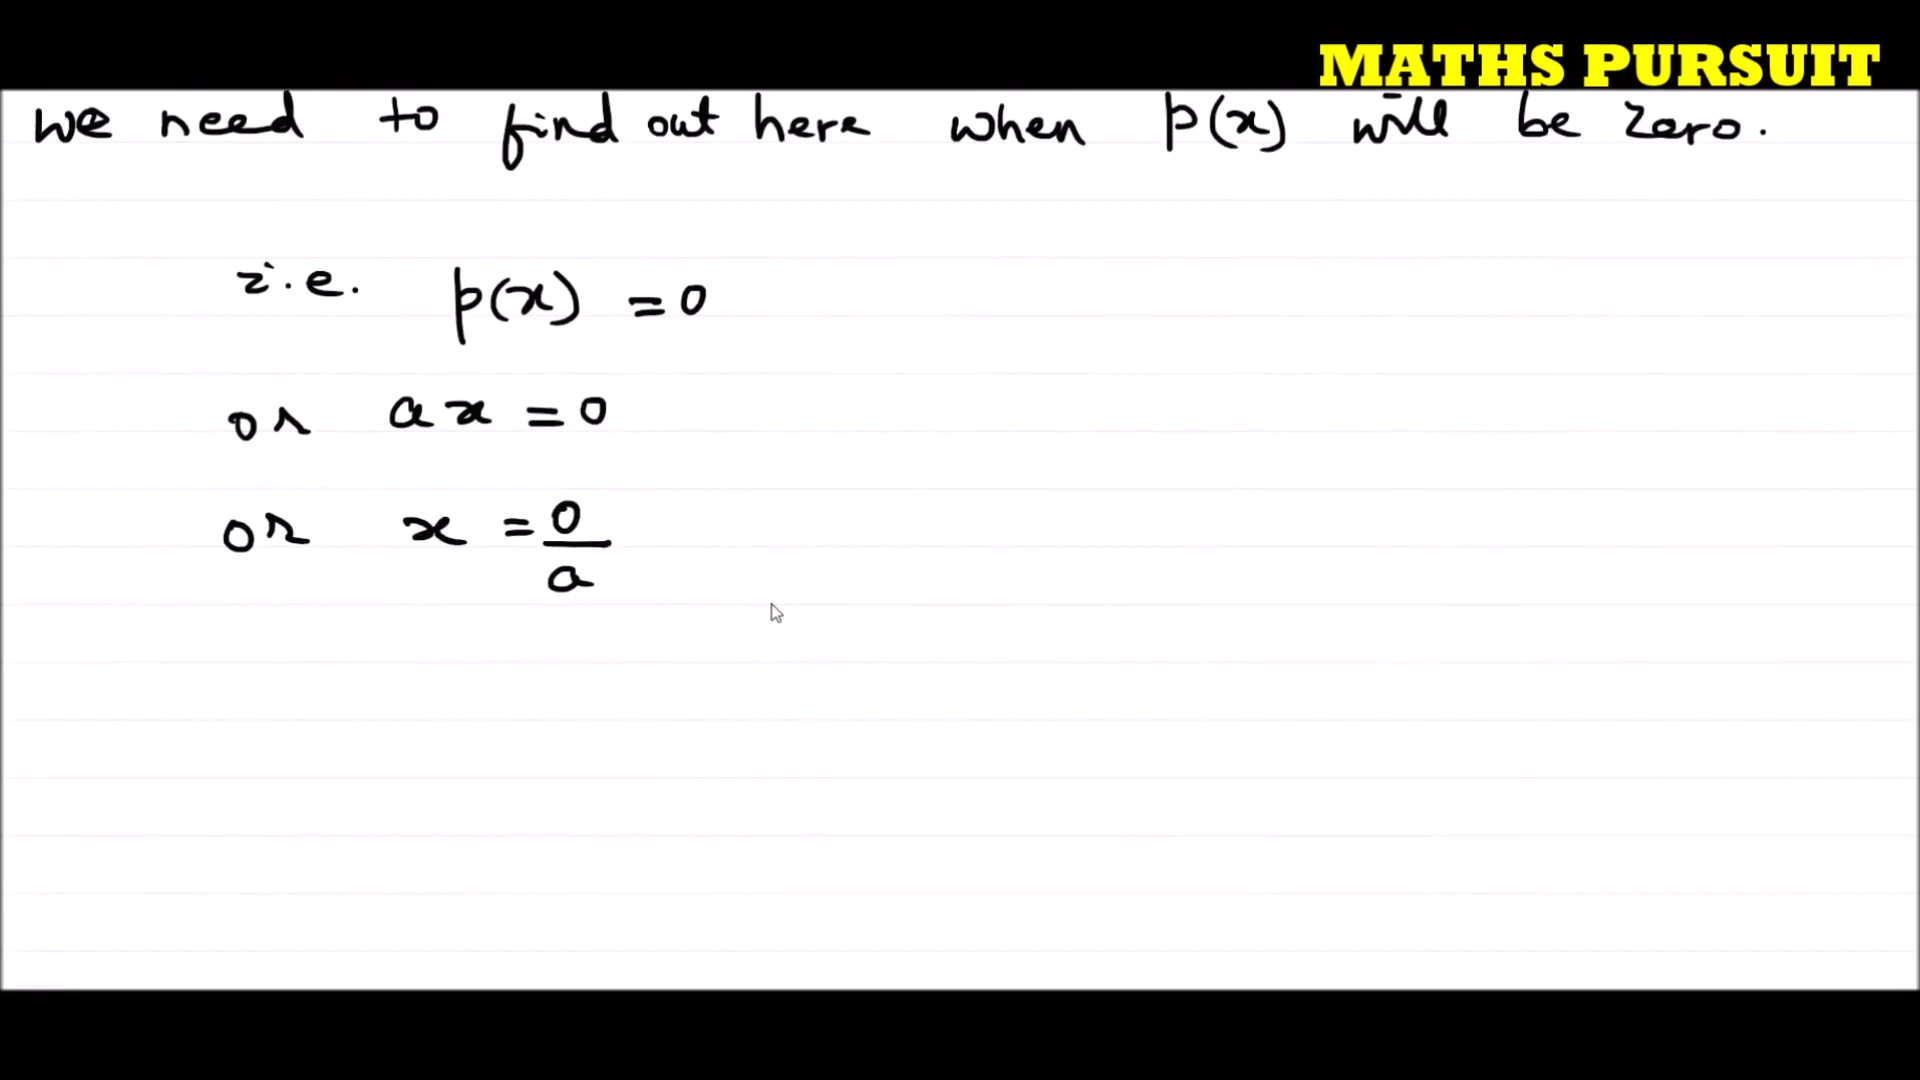 MATHS PURSUIT
we need to find out here when p(x) will be zero.
i.e. p(x) = 0
or ax = 0
or x = 0/a